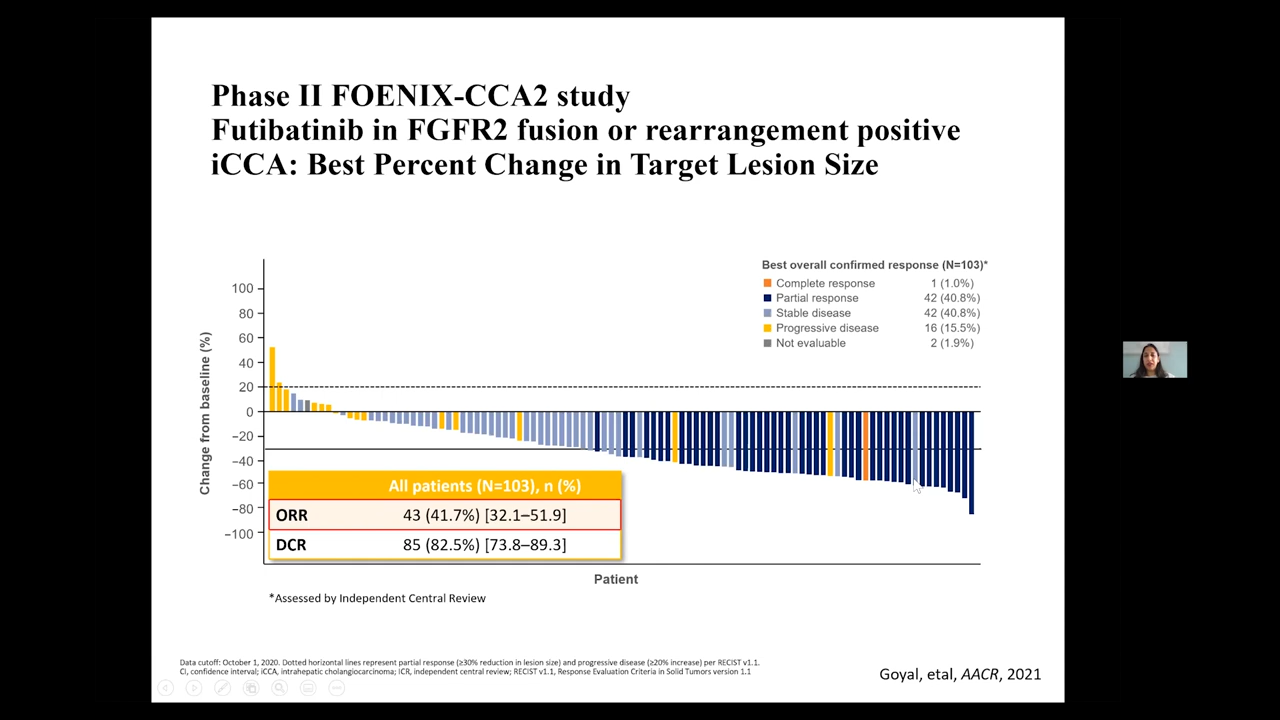 Phase II FOENIX-CCA2 study
Futibatinib in FGFR2 fusion or rearrangement positive
iCCA: Best Percent Change in Target Lesion Size
Best overall confirmed response (N=103)*
Complete response 1 (1.0%)
Partial response 42 (40.8%)
Stable disease 42 (40.8%)
Progressive disease 16 (15.5%)
Not evaluable 2 (1.9%)
Change from baseline (%)
100
80
60
40
20
0
−20
−40
−60
−80
−100
All patients (N=103), n (%)
ORR 43 (41.7%) [32.1–51.9]
DCR 85 (82.5%) [73.8–89.3]
Patient
*Assessed by Independent Central Review
Data cutoff: October 1, 2020. Dotted horizontal lines represent partial response (≥30% reduction in lesion size) and progressive disease (≥20% increase) per RECIST v1.1.
CI, confidence interval; iCCA, intrahepatic cholangiocarcinoma; ICR, independent central review; RECIST v1.1, Response Evaluation Criteria in Solid Tumors version 1.1
Goyal, etal, AACR, 2021